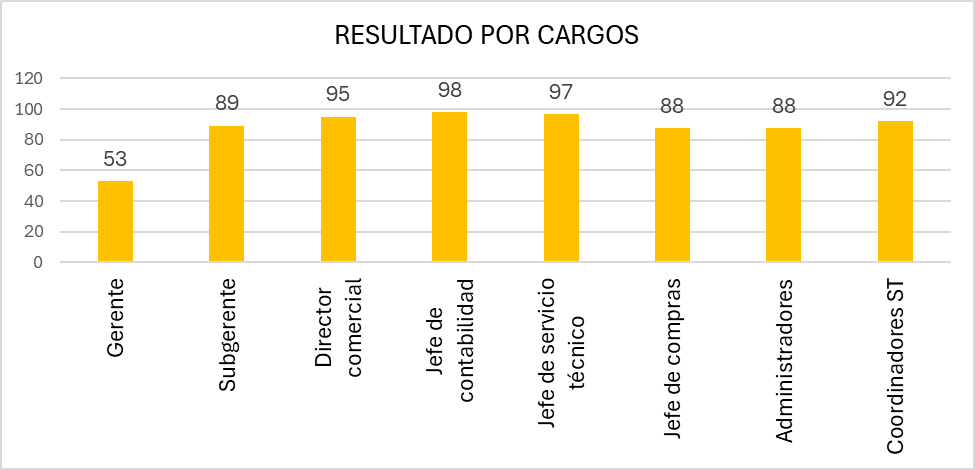 RESULTADO POR CARGOS
120
100
80
60
40
20
0
53
89
95
98
97
88
88
92
Gerente
Subgerente
Director
comercial
Jefe de
contabilidad
Jefe de servicio
técnico
Jefe de compras
Administradores
Coordinadores ST